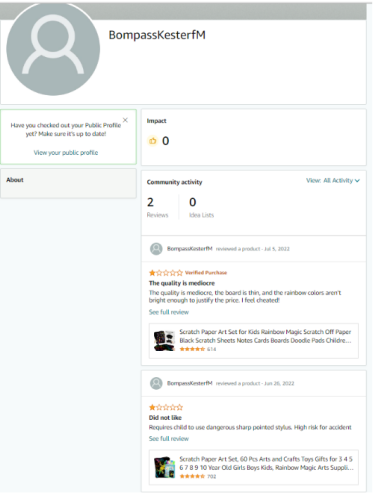 BompassKesterfM
Have you checked out your Public Profile
yet? Make sure it's up to date!
View your public profile
About
Impact
0
Community activity
View: All Activity
2
Reviews
0
Idea Lists
BompassKesterfM reviewed a product · Jul 5, 2022
Verified Purchase
The quality is mediocre
The quality is mediocre, the board is thin, and the rainbow colors aren't
bright enough to justify the price. I feel cheated!
See full review
Scratch Paper Art Set for Kids Rainbow Magic Scratch Off Paper
Black Scratch Sheets Notes Cards Boards Doodle Pads Childre...
614
BompassKesterfM reviewed a product · Jun 26, 2022
Did not like
Requires child to use dangerous sharp pointed stylus. High risk for accident
See full review
Scratch Paper Art Set, 60 Pcs Arts and Crafts Toys Gifts for 3 4 5
6 7 8 9 10 Year Old Girls Boys Kids, Rainbow Magic Arts Suppli...
702